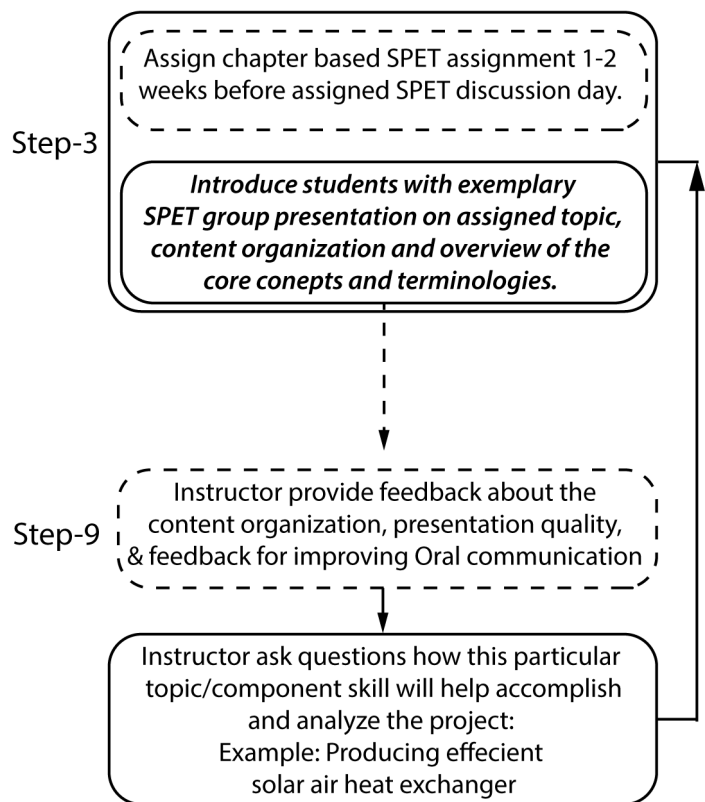 Assign chapter based SPET assignment 1-2
weeks before assigned SPET discussion day.
Step-3
Introduce students with exemplary
SPET group presentation on assigned topic,
content organization and overview of the
core conepts and terminologies.
Instructor provide feedback about the
content organization, presentation quality,
& feedback for improving Oral communication
Step-9
Instructor ask questions how this particular
topic/component skill will help accomplish
and analyze the project:
Example: Producing effecient
solar air heat exchanger